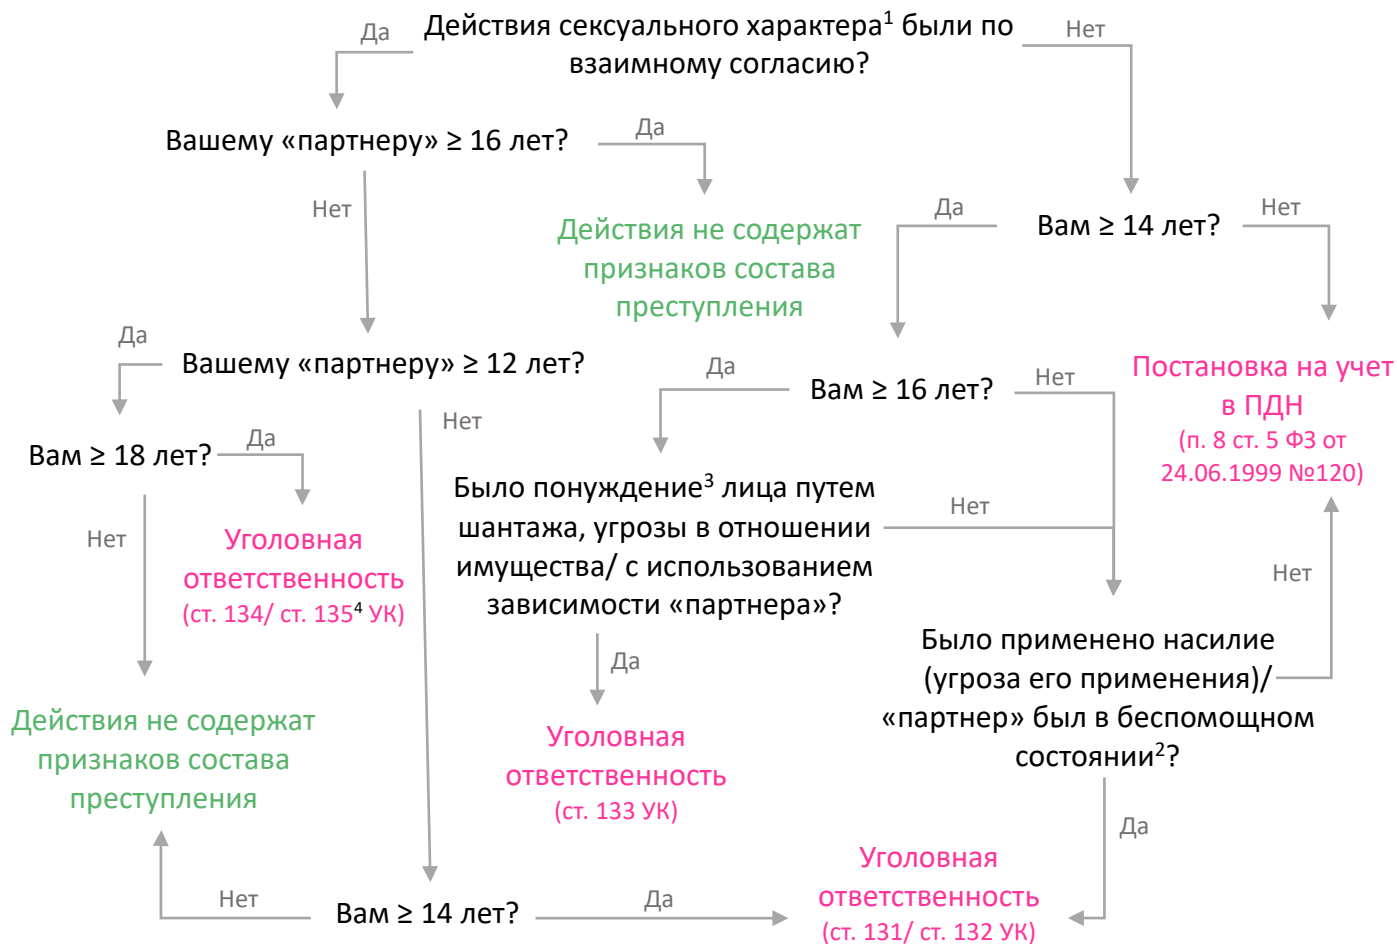 Действия сексуального характера¹ были по
взаимному согласию?
Да
Нет
Вашему «партнеру» ≥ 16 лет?
Да
Нет
Действия не содержат
признаков состава
преступления
Да
Вам ≥ 14 лет?
Нет
Да
Вашему «партнеру» ≥ 12 лет?
Нет
Да
Вам ≥ 16 лет?
Нет
Постановка на учет
в ПДН
(п. 8 ст. 5 ФЗ от
24.06.1999 №120)
Вам ≥ 18 лет?
Да
Нет
Уголовная
ответственность
(ст. 134/ ст. 135⁴ УК)
Было понуждение³ лица путем
шантажа, угрозы в отношении
имущества/ с использованием
зависимости «партнера»?
Нет
Да
Нет
Было применено насилие
(угроза его применения)/
«партнер» был в беспомощном
состоянии²?
Да
Действия не содержат
признаков состава
преступления
Уголовная
ответственность
(ст. 133 УК)
Нет
Вам ≥ 14 лет?
Да
Уголовная
ответственность
(ст. 131/ ст. 132 УК)